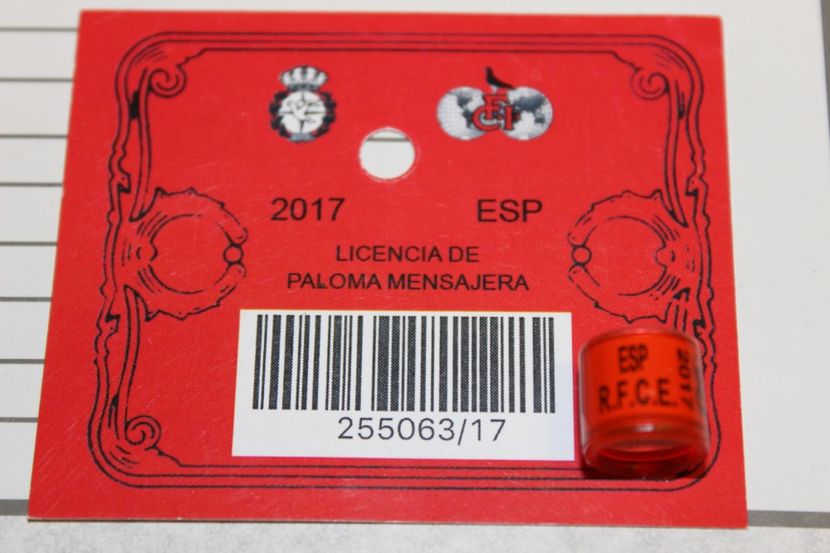 FCI
2017 ESP
LICENCIA DE
PALOMA MENSAJERA
255063/17
ESP
R.F.C.E.
2017